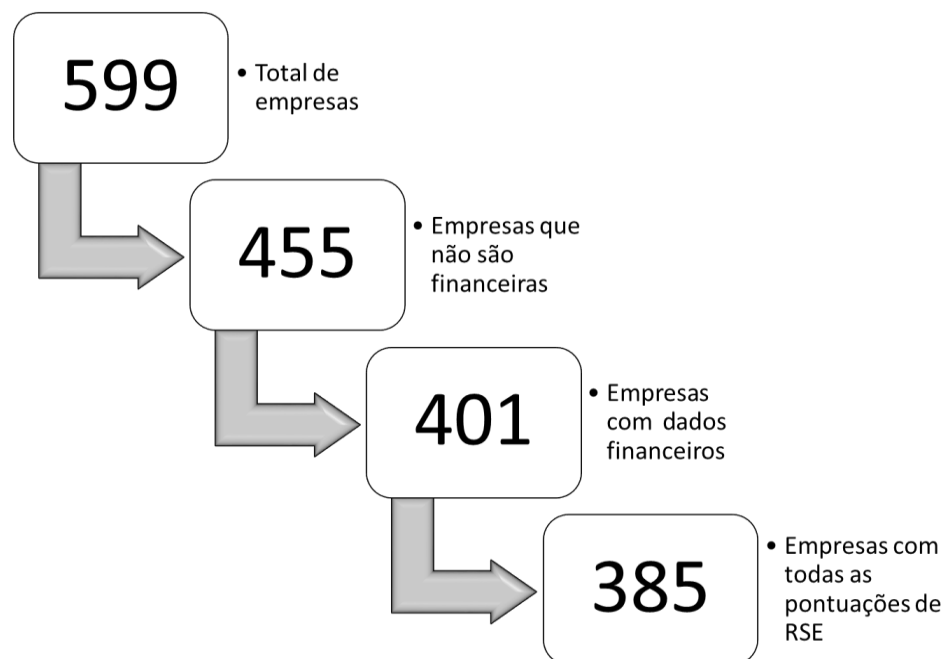 599
• Total de
empresas
455
• Empresas que
não são
financeiras
401
• Empresas
com dados
financeiros
385
• Empresas com
todas as
pontuações de
RSE